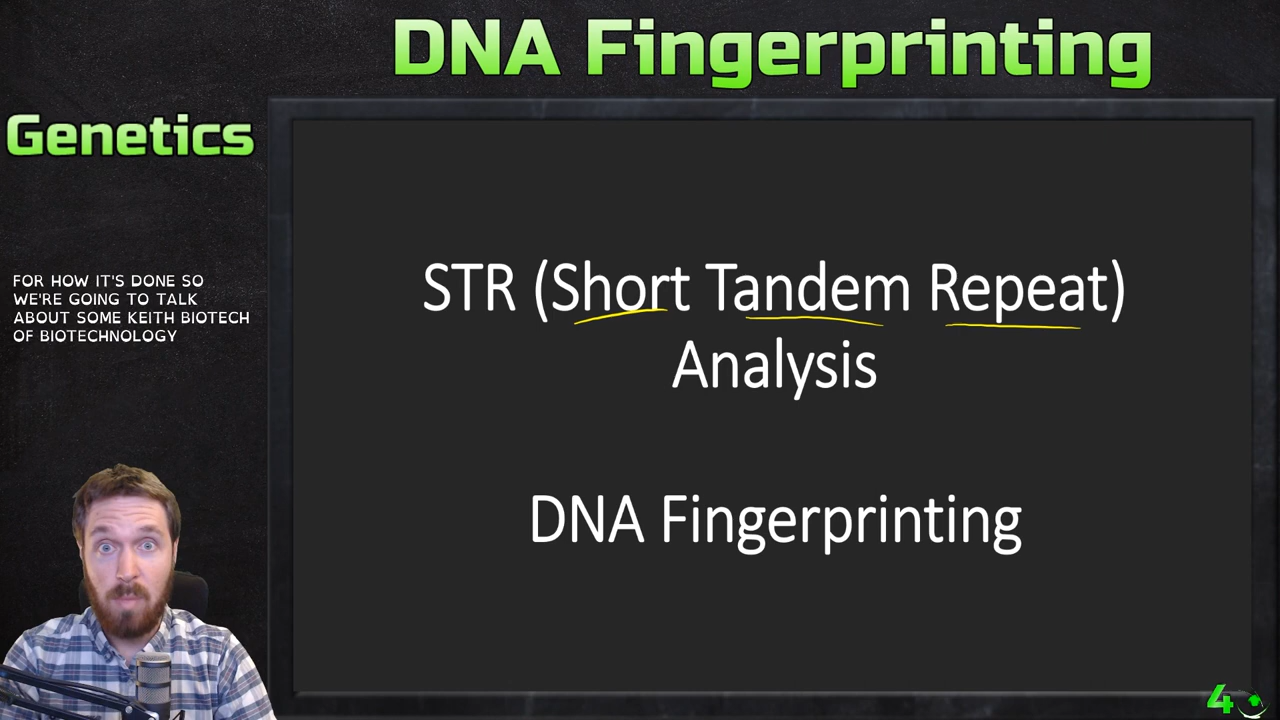 DNA Fingerprinting
Genetics
STR (Short Tandem Repeat)
Analysis
DNA Fingerprinting
FOR HOW IT'S DONE SO
WE'RE GOING TO TALK
ABOUT SOME KEITH BIOTECH
OF BIOTECHNOLOGY
4